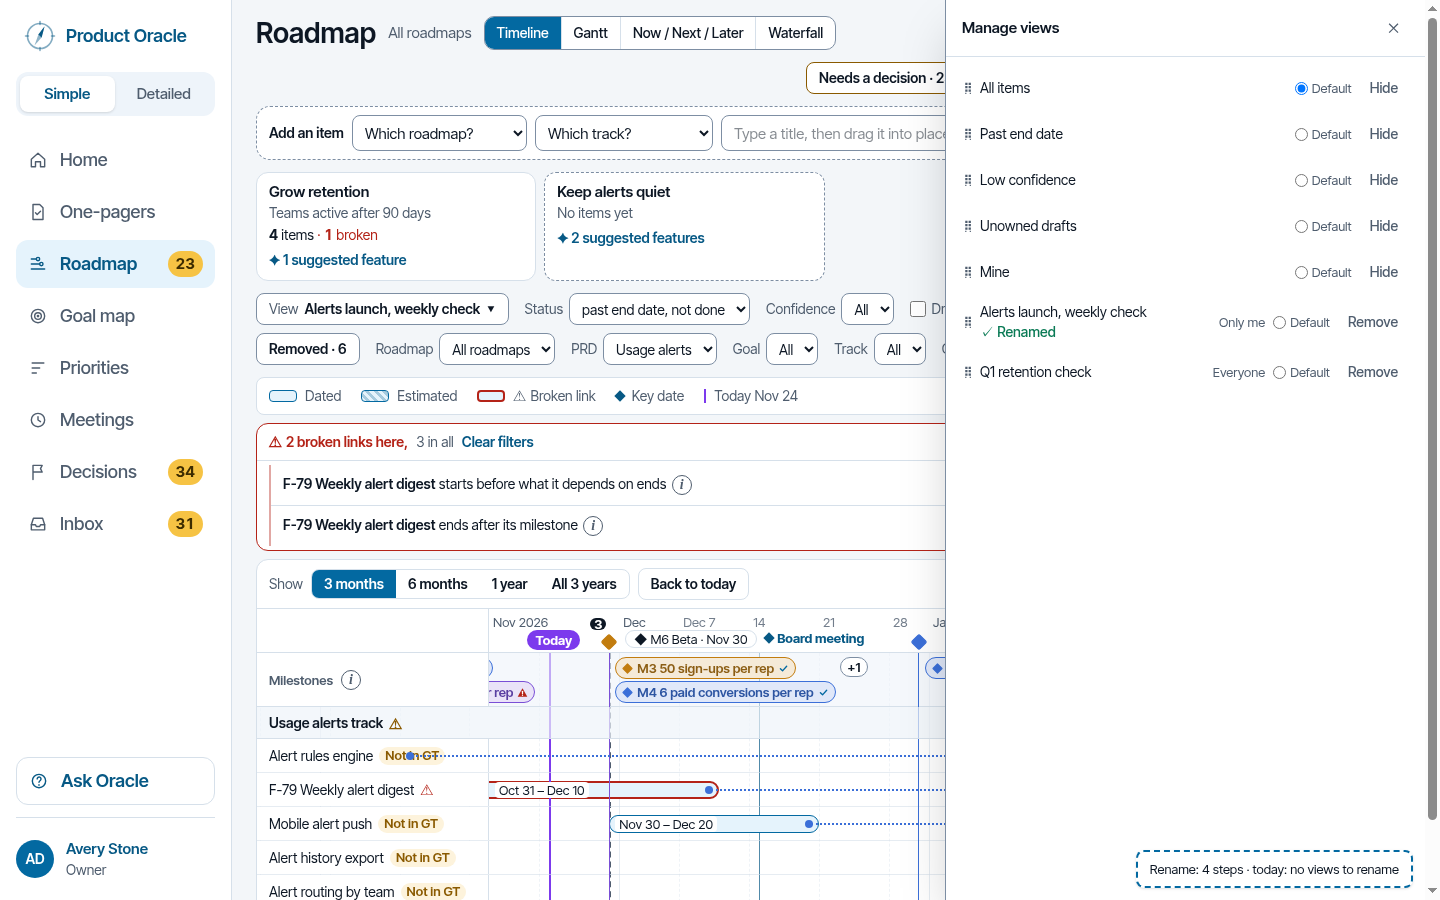 Product Oracle
Simple
Detailed
Home
One-pagers
Roadmap 23
Goal map
Priorities
Meetings
Decisions 34
Inbox 31
Ask Oracle
AD
Avery Stone
Owner
Roadmap All roadmaps
Timeline Gantt Now / Next / Later Waterfall
Needs a decision · 2
Add an item Which roadmap? Which track? Type a title, then drag it into place
Grow retention
Teams active after 90 days
4 items · 1 broken
✦ 1 suggested feature
Keep alerts quiet
No items yet
✦ 2 suggested features
View Alerts launch, weekly check ▼ Status past end date, not done Confidence All Dr
Removed · 6 Roadmap All roadmaps PRD Usage alerts Goal All Track All
Dated Estimated ⚠ Broken link ◆ Key date Today Nov 24
⚠ 2 broken links here, 3 in all Clear filters
F-79 Weekly alert digest starts before what it depends on ends i
F-79 Weekly alert digest ends after its milestone i
Show 3 months 6 months 1 year All 3 years Back to today
Nov 2026 3 Dec Dec 7 14 21 28 Ja
Today ◆ M6 Beta · Nov 30 ◆ Board meeting
Milestones i
◆ M3 50 sign-ups per rep ✓ +1
r rep ⚠ ◆ M4 6 paid conversions per rep ✓
Usage alerts track ⚠
Alert rules engine Not in GT
F-79 Weekly alert digest ⚠ Oct 31 – Dec 10
Mobile alert push Not in GT Nov 30 – Dec 20
Alert history export Not in GT
Alert routing by team Not in GT
Manage views ×
All items Default Hide
Past end date Default Hide
Low confidence Default Hide
Unowned drafts Default Hide
Mine Default Hide
Alerts launch, weekly check
✓ Renamed
Only me Default Remove
Q1 retention check Everyone Default Remove
Rename: 4 steps · today: no views to rename